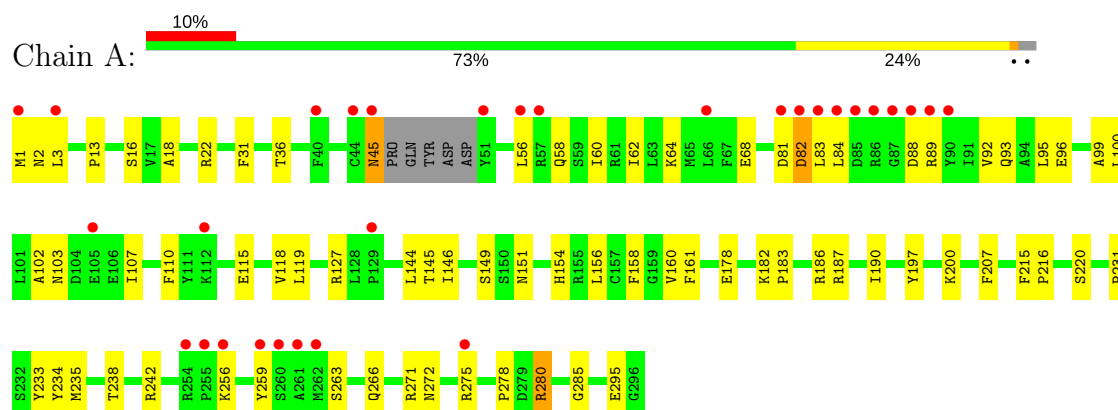 10%
Chain A:
73% 24% • •
M1 N2 L3 P13 S16 V17 A18 R22 F31 T36 F40 C44 N45 PRO GLN TYR ASP ASP Y51 L56 R57 Q58 S59 I60 R61 I62 L63 K64 M65 L66 F67 E68 D81 D82 L83 L84 D85 R86 G87 D88 R89 Y90 I91 V92 Q93 A94 L95 E96 A99 L100
L101 A102 N103 D104 E105 E106 I107 F110 Y111 K112 E115 V118 L119 R127 L128 P129 L144 T145 I146 S149 S150 N151 H154 R155 L156 C157 F158 G159 V160 F161 E178 K182 P183 R186 R187 I190 Y197 K200 F207 F215 P216 S220
S232 Y233 Y234 M235 T238 R242 R254 P255 K256 Y259 S260 A261 M262 S263 Q266 R271 N272 R275 P278 D279 R280 G285 E295 G296